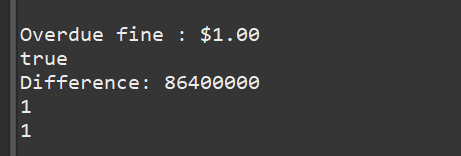 Overdue fine : $1.00
true
Difference: 86400000
1
1